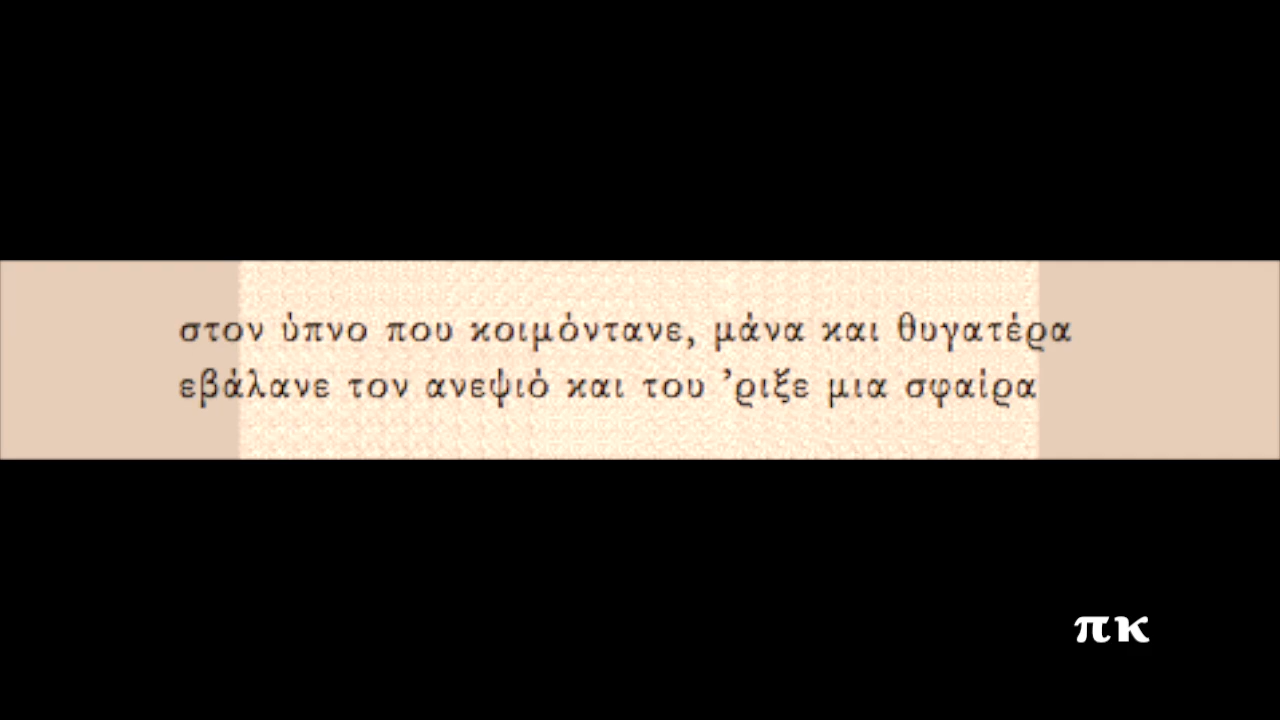 στον ύπνο που κοιμόντανε, μάνα και θυγατέρα
εβάλανε τον ανεψιό και του ’ριξε μια σφαίρα
πκ